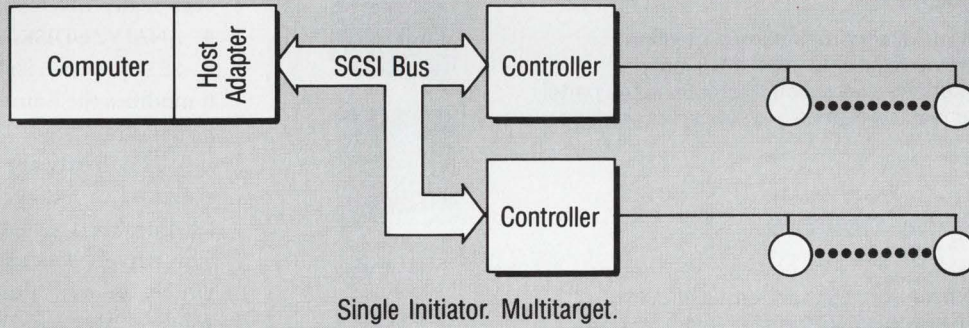 Computer
Host
Adapter
SCSI Bus
Controller
Controller
Single Initiator. Multitarget.